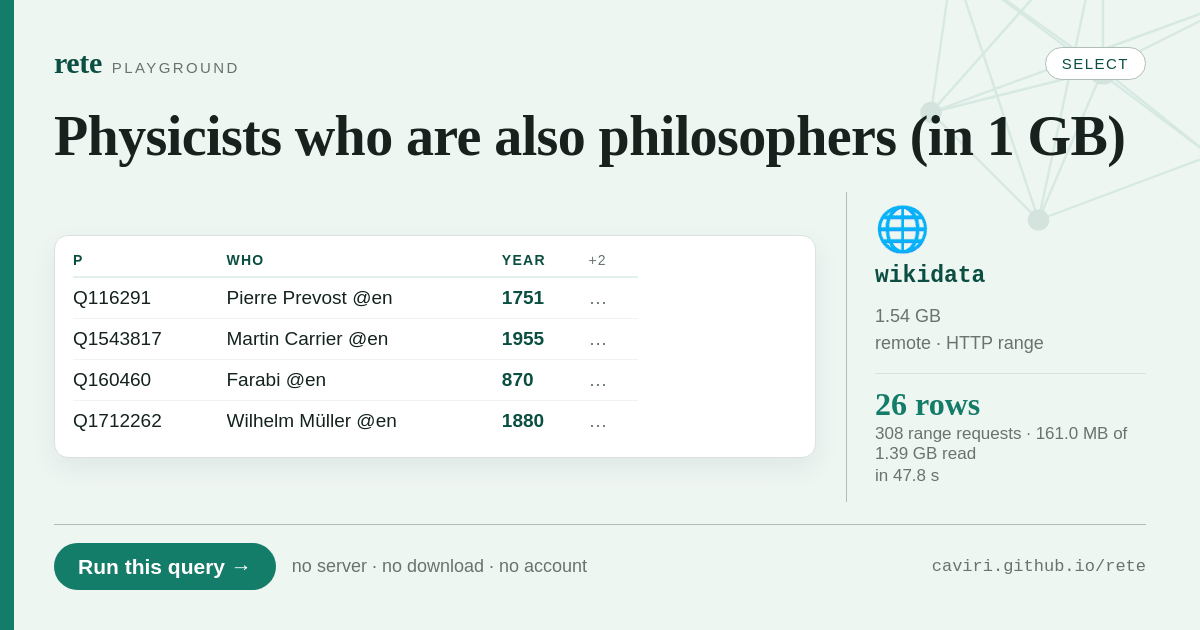 rete PLAYGROUND
SELECT
Physicists who are also philosophers (in 1 GB)
P WHO YEAR +2
Q116291 Pierre Prevost @en 1751 …
Q1543817 Martin Carrier @en 1955 …
Q160460 Farabi @en 870 …
Q1712262 Wilhelm Müller @en 1880 …
wikidata
1.54 GB
remote · HTTP range
26 rows
308 range requests · 161.0 MB of
1.39 GB read
in 47.8 s
Run this query →
no server · no download · no account
caviri.github.io/rete